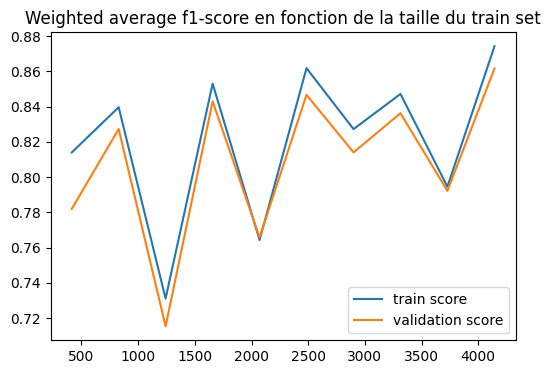 Weighted average f1-score en fonction de la taille du train set
0.88
0.86
0.84
0.82
0.80
0.78
0.76
0.74
0.72
train score
validation score
500 1000 1500 2000 2500 3000 3500 4000